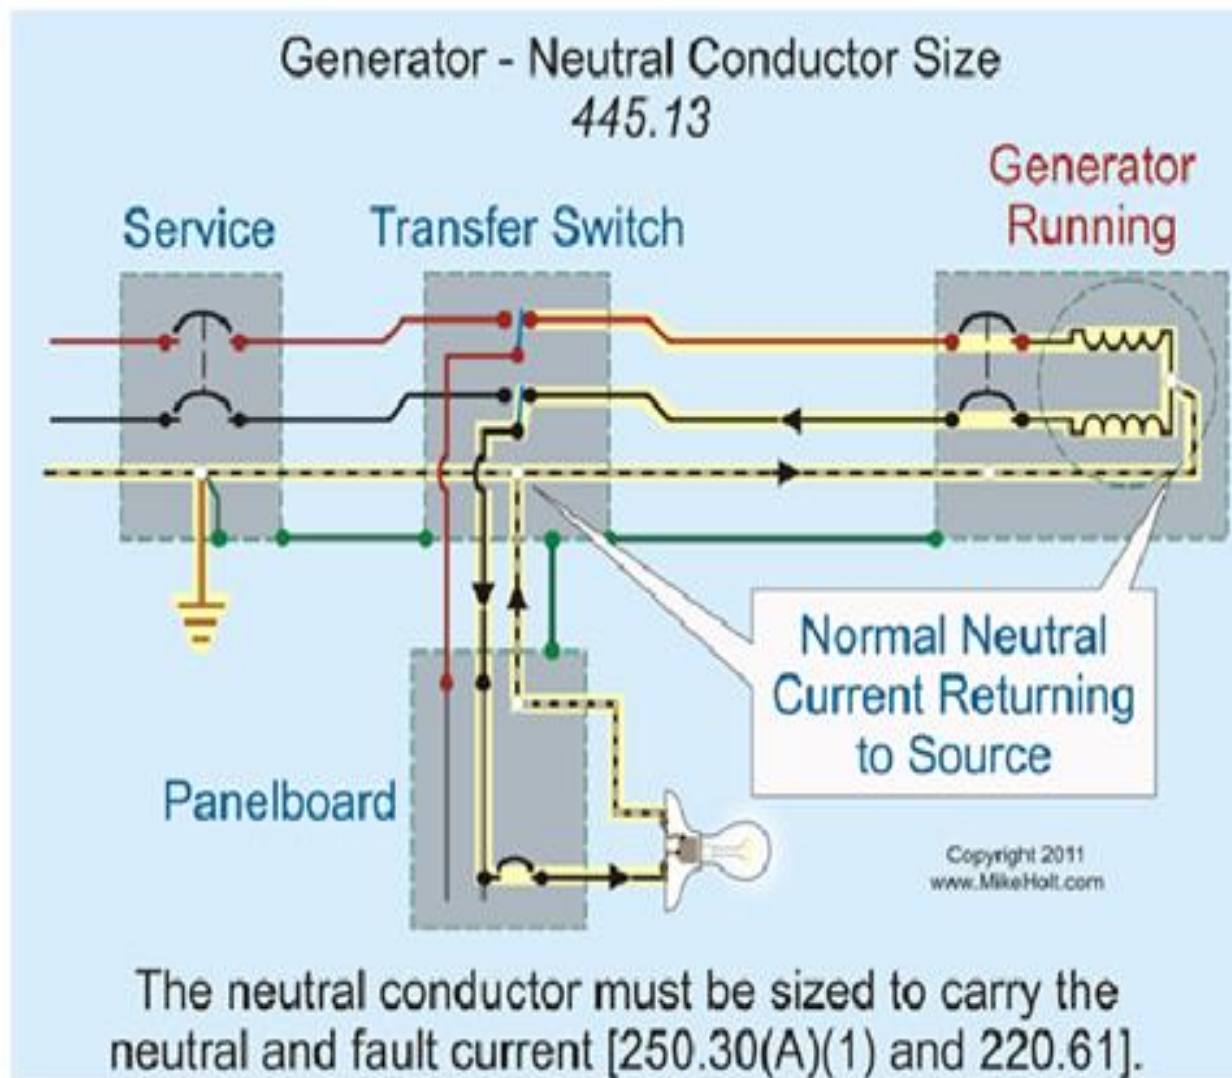 Generator - Neutral Conductor Size
445.13
Generator
Running
Service
Transfer Switch
Normal Neutral
Current Returning
to Source
Panelboard
Copyright 2011
www.MikeHolt.com
The neutral conductor must be sized to carry the
neutral and fault current [250.30(A)(1) and 220.61].